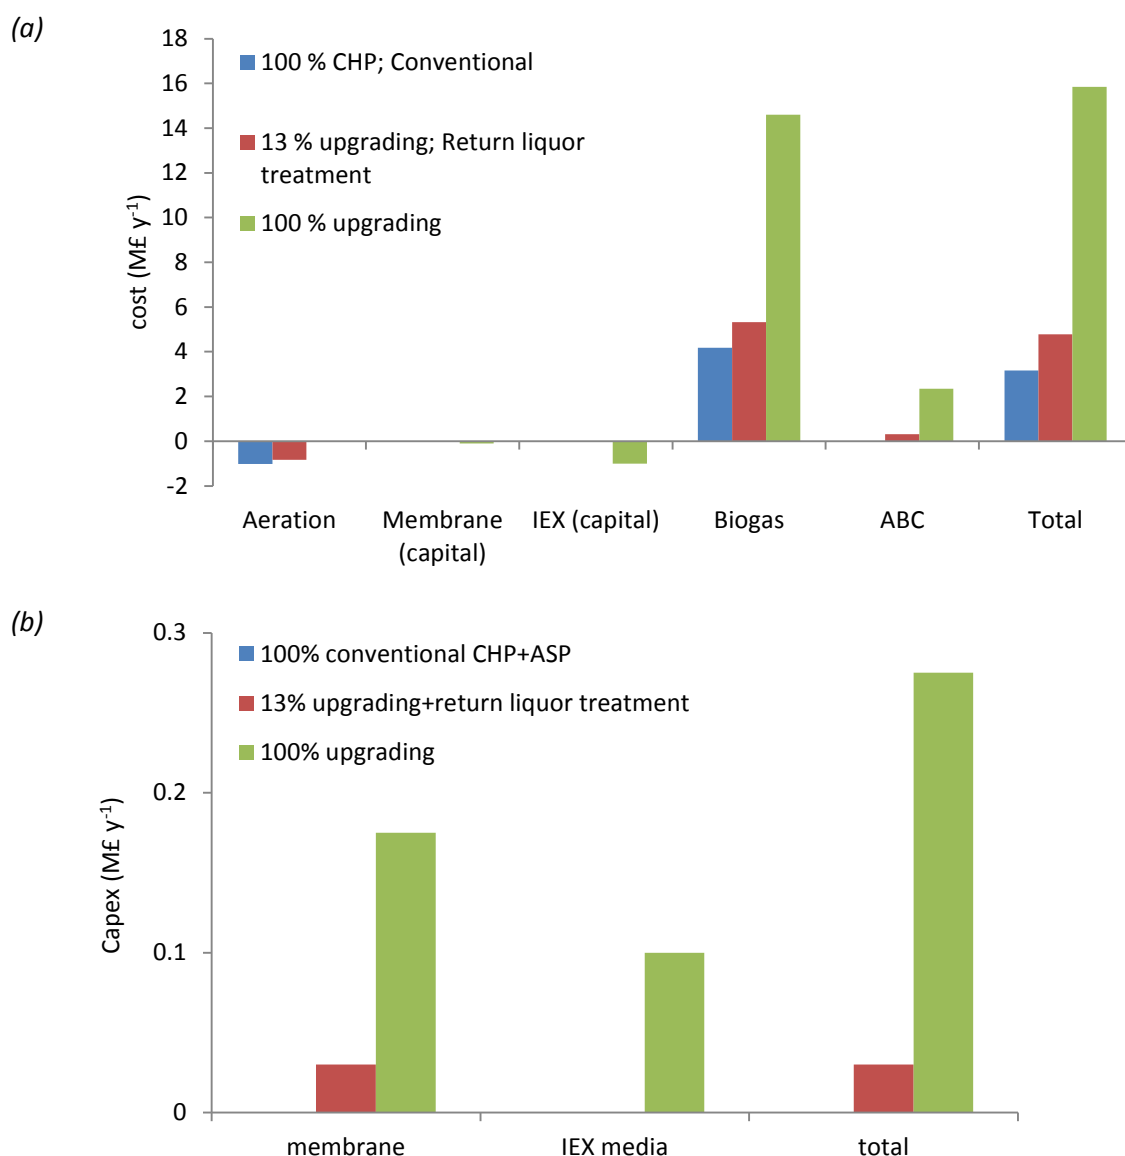 (a)
18
16
14
12
10
8
6
4
2
0
-2
cost (M£ y-1)
100 % CHP; Conventional
13 % upgrading; Return liquor
treatment
100 % upgrading
Aeration
Membrane
(capital)
IEX (capital)
Biogas
ABC
Total
(b)
0.3
0.2
0.1
0
Capex (M£ y-1)
100% conventional CHP+ASP
13% upgrading+return liquor treatment
100% upgrading
membrane
IEX media
total